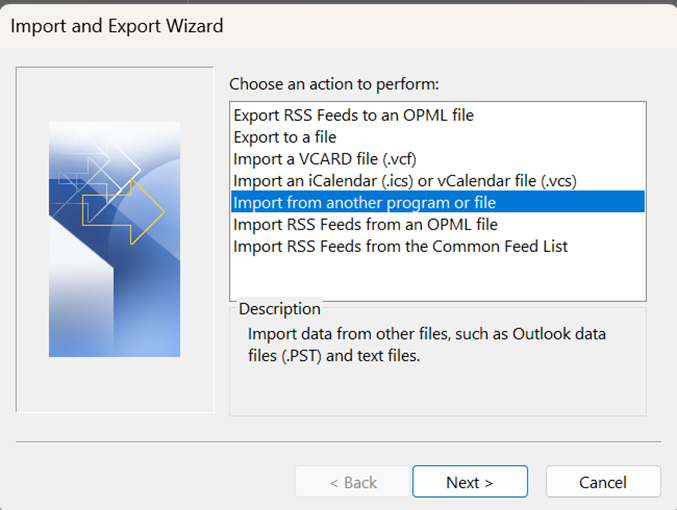 Import and Export Wizard
Choose an action to perform:
Export RSS Feeds to an OPML file
Export to a file
Import a VCARD file (.vcf)
Import an iCalendar (.ics) or vCalendar file (.vcs)
Import from another program or file
Import RSS Feeds from an OPML file
Import RSS Feeds from the Common Feed List
Description
Import data from other files, such as Outlook data
files (.PST) and text files.
< Back
Next >
Cancel